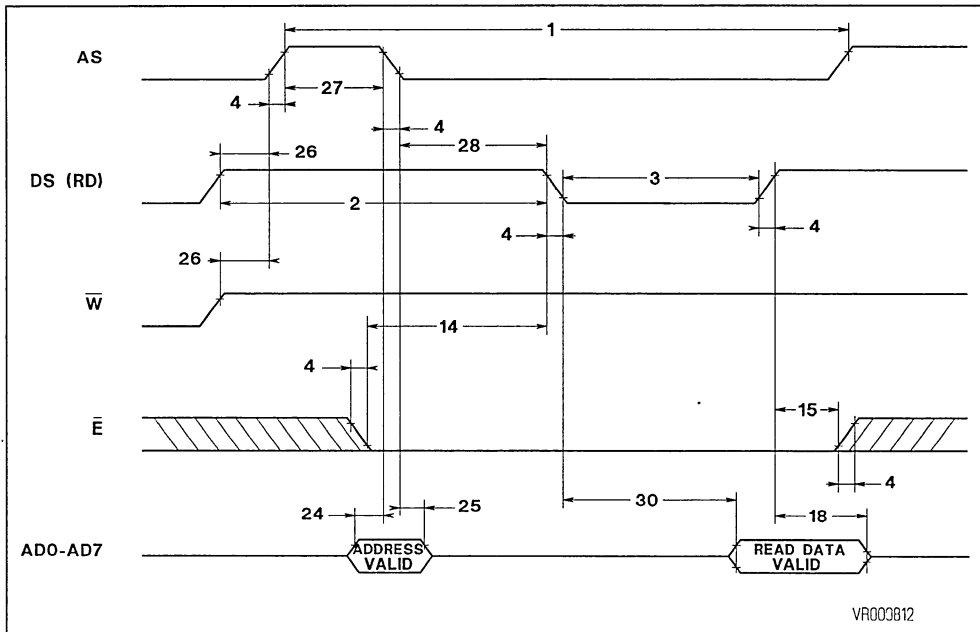 1
AS
27
4
4
28
26
DS (RD)
3
2
4
4
26
W̅
14
4
15
E̅
4
30
24
25
18
AD0-AD7
ADDRESS
VALID
READ DATA
VALID
VR000812